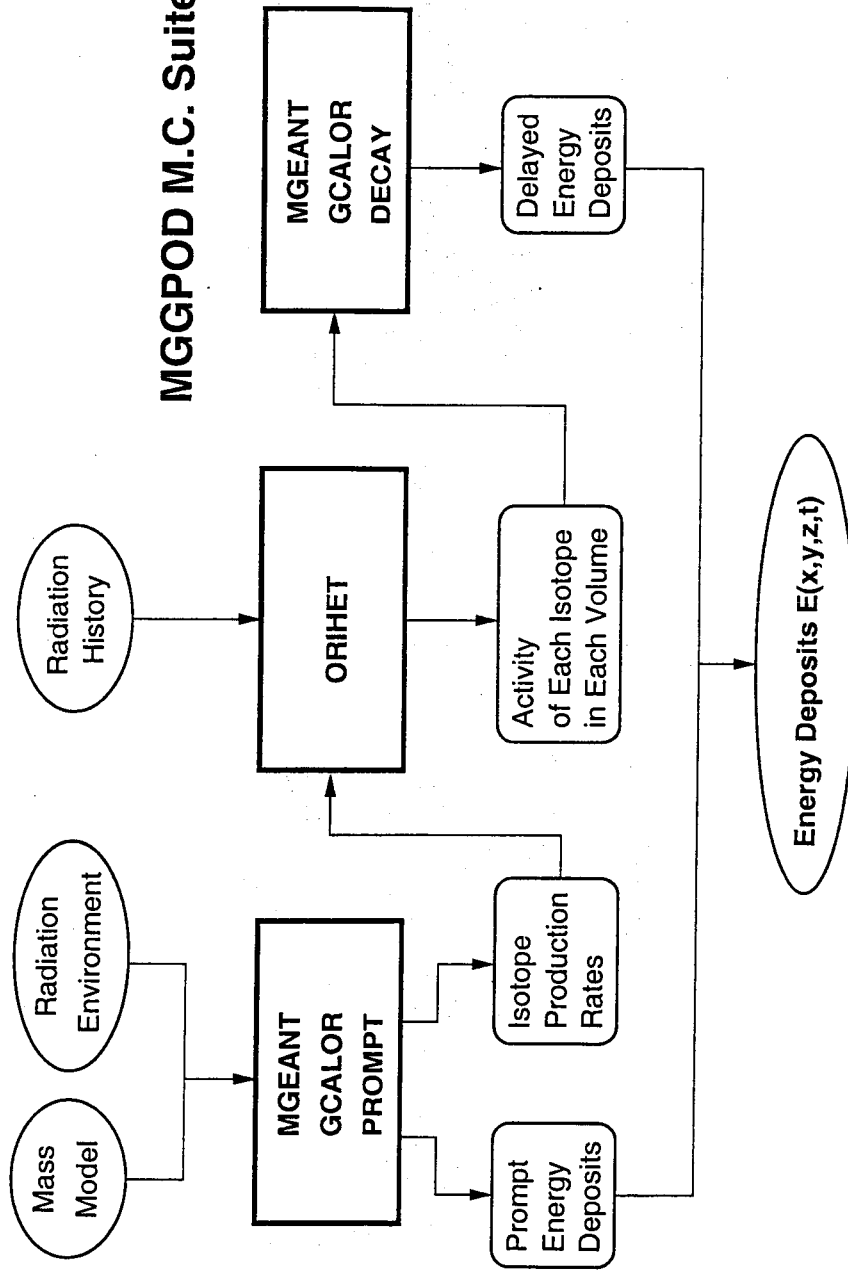 MGGPOD M.C. Suite
Mass
Model
Radiation
Environment
Radiation
History
MGEANT
GCALOR
PROMPT
ORIHET
MGEANT
GCALOR
DECAY
Prompt
Energy
Deposits
Isotope
Production
Rates
Activity
of Each Isotope
in Each Volume
Delayed
Energy
Deposits
Energy Deposits E(x,y,z,t)